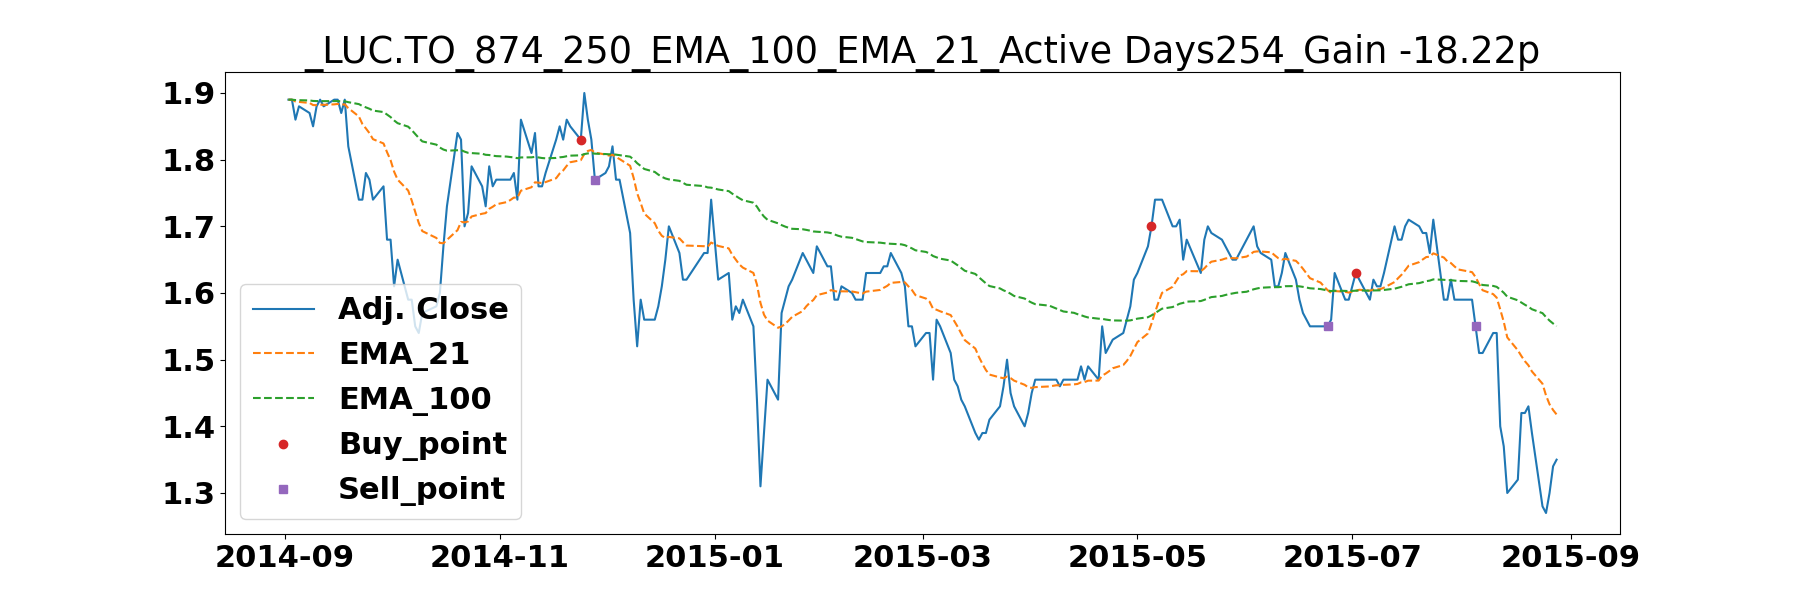 _LUC.TO_874_250_EMA_100_EMA_21_Active Days254_Gain -18.22p
1.9
1.8
1.7
1.6
1.5
1.4
1.3
Adj. Close
EMA_21
EMA_100
Buy_point
Sell_point
2014-09 2014-11 2015-01 2015-03 2015-05 2015-07 2015-09